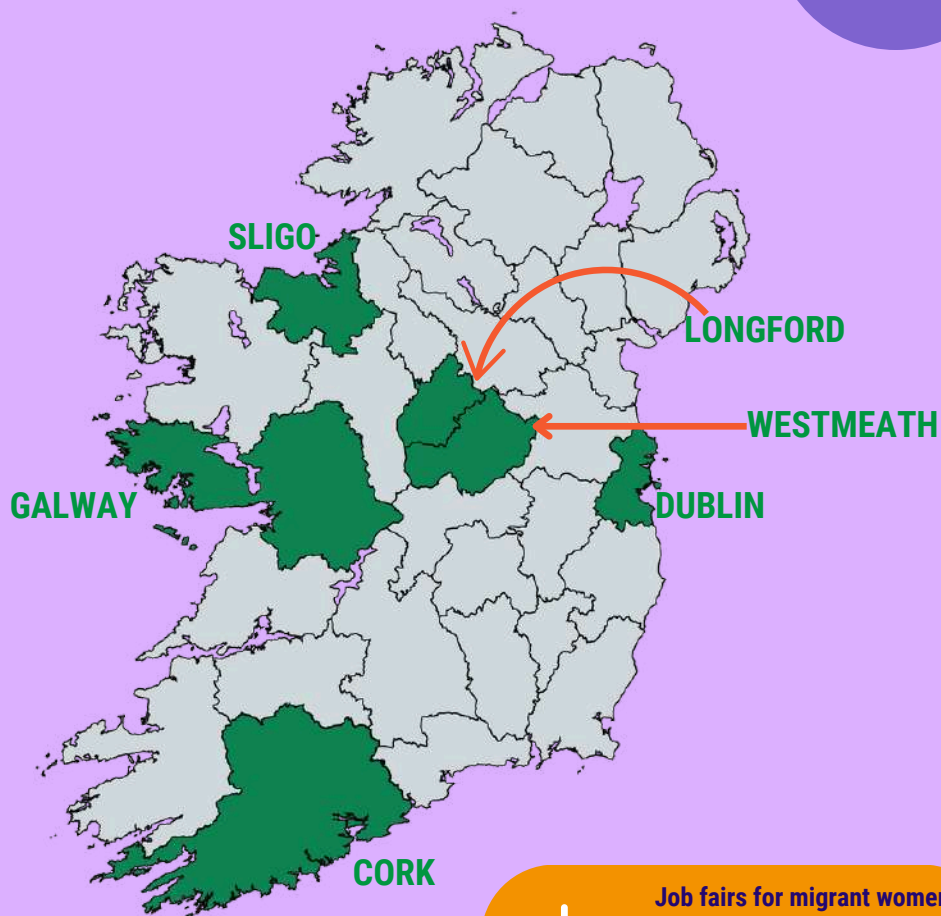 SLIGO
LONGFORD
WESTMEATH
GALWAY
DUBLIN
CORK
Job fairs for migrant women